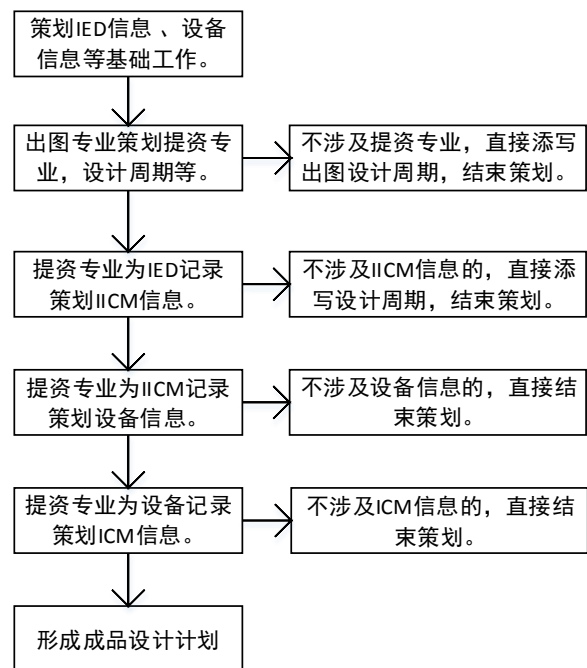 策划IED信息 、设备
信息等基础工作。
出图专业策划提资专
业，设计周期等。
不涉及提资专业，直接添写
出图设计周期，结束策划。
提资专业为IED记录
策划IICM信息。
不涉及IICM信息的，直接添
写设计周期，结束策划。
提资专业为IICM记录
策划设备信息。
不涉及设备信息的，直接结
束策划。
提资专业为设备记录
策划ICM信息。
不涉及ICM信息的，直接结
束策划。
形成成品设计计划